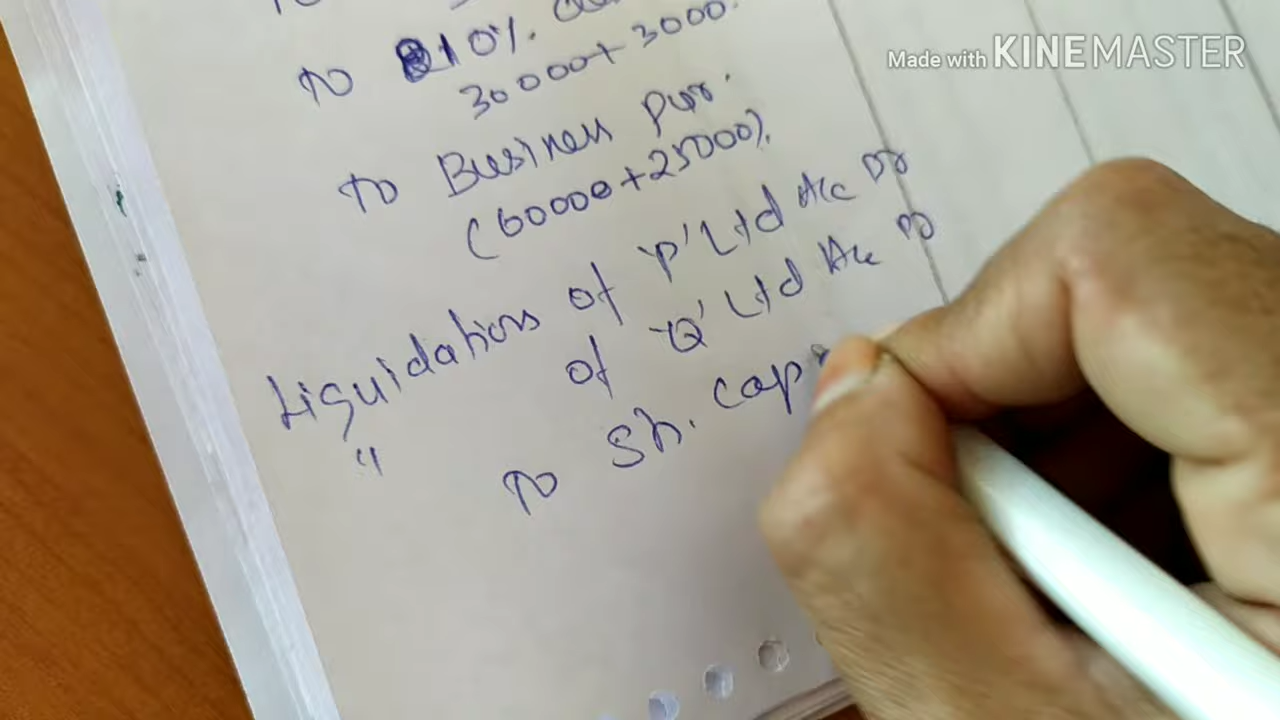 Made with KINEMASTER
To 10%.
30000 + 3000.
To Business pur.
(60000 + 25000).
Liquidations of 'P' Ltd A/c Dr
" of 'Q' Ltd A/c Dr
To Sh. cap